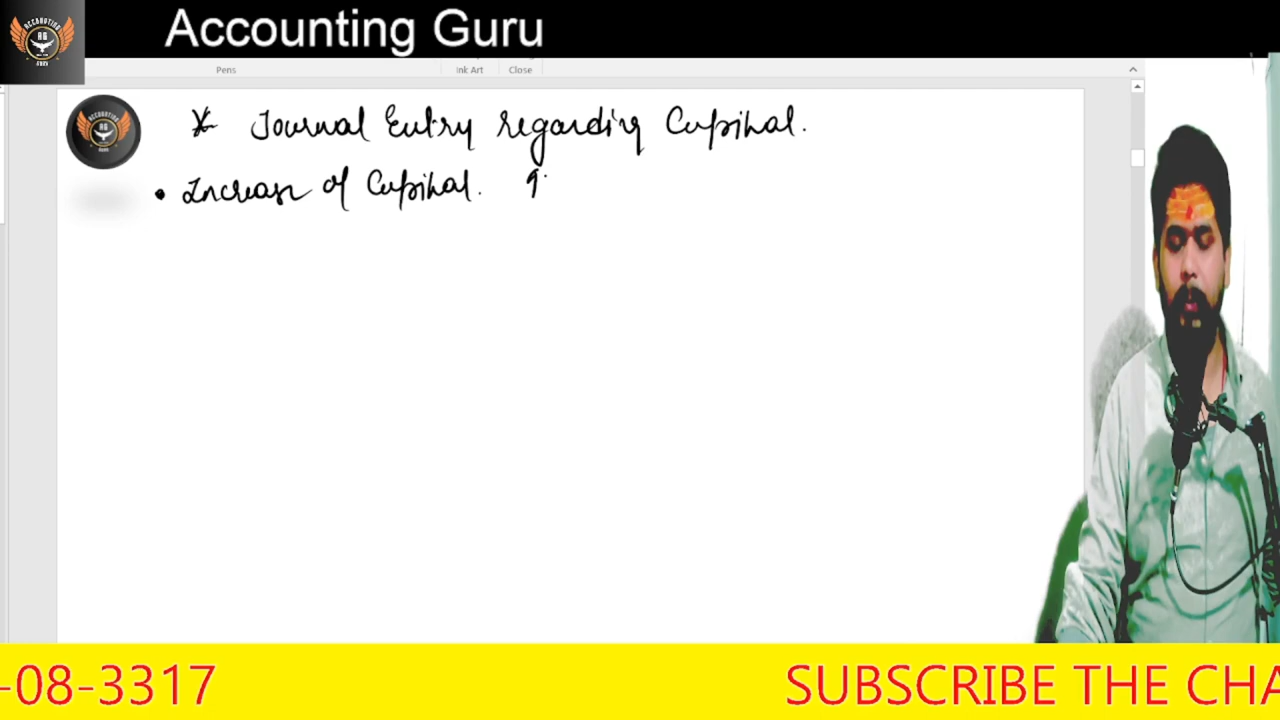 Accounting Guru
Pens
Ink Art
Close
Journal Entry regarding Capital.
• Increase of Capital.
-08-3317
SUBSCRIBE THE CHA